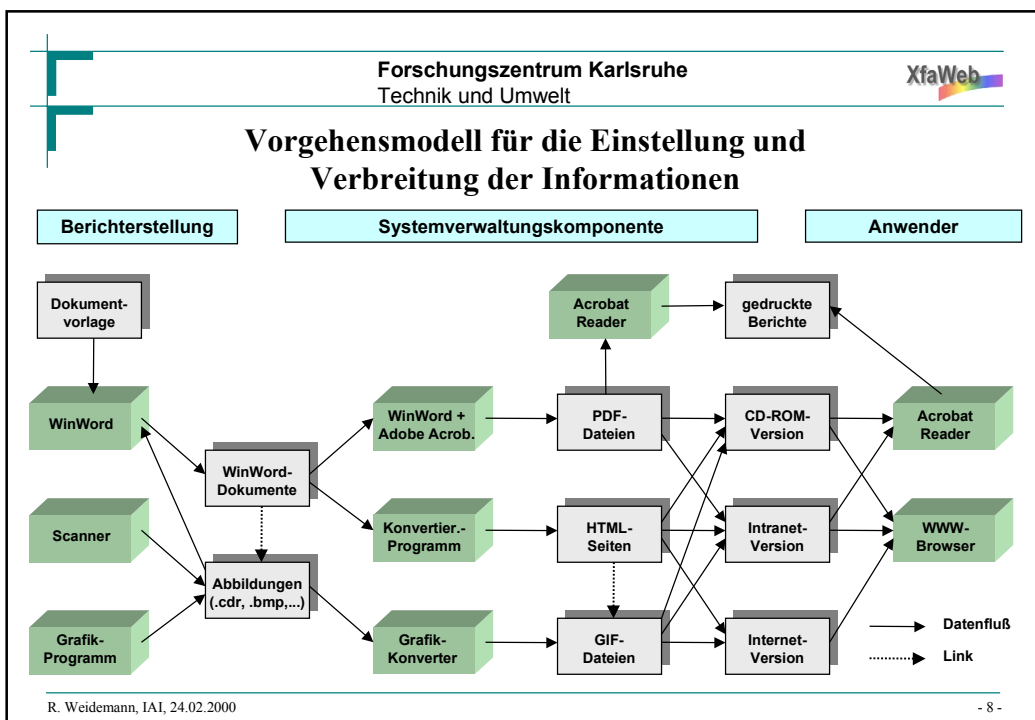 Forschungszentrum Karlsruhe
Technik und Umwelt
XfaWeb
Vorgehensmodell für die Einstellung und
Verbreitung der Informationen
Berichterstellung
Systemverwaltungskomponente
Anwender
Dokument-
vorlage
Acrobat
Reader
gedruckte
Berichte
WinWord
WinWord +
Adobe Acrob.
PDF-
Dateien
CD-ROM-
Version
Acrobat
Reader
WinWord-
Dokumente
Scanner
Konvertier.-
Programm
HTML-
Seiten
Intranet-
Version
WWW-
Browser
Abbildungen
(.cdr, .bmp,...)
Grafik-
Programm
Grafik-
Konverter
GIF-
Dateien
Internet-
Version
Datenfluß
Link
R. Weidemann, IAI, 24.02.2000
- 8 -